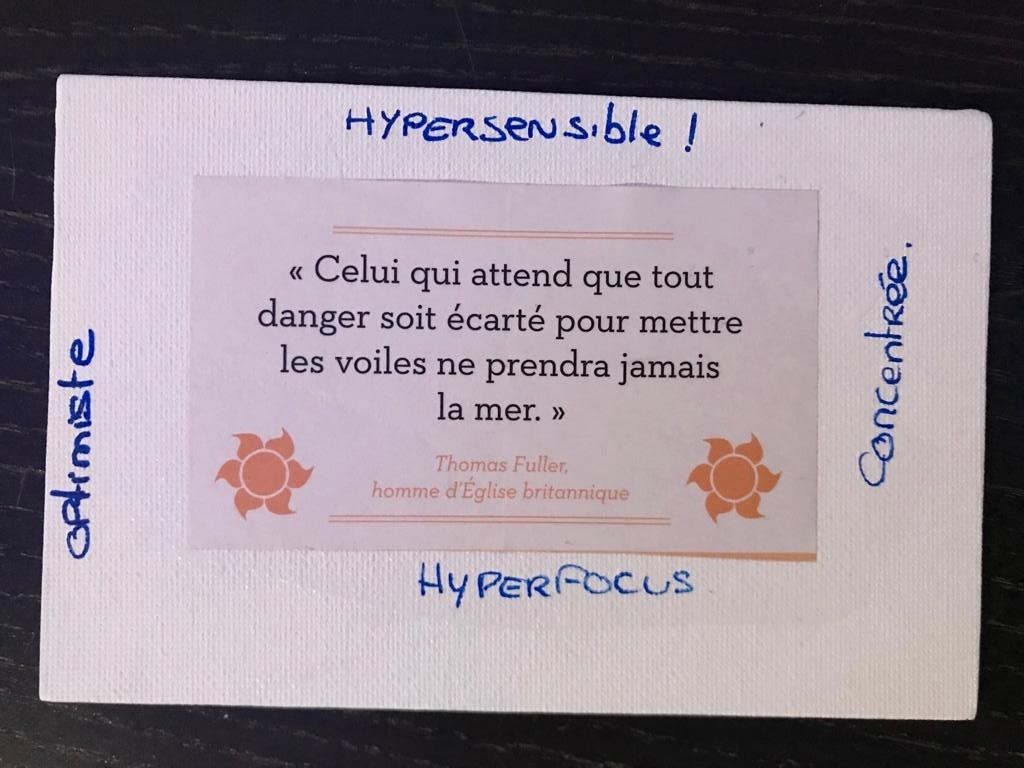 HYPERSENSIBLE !
« Celui qui attend que tout
danger soit écarté pour mettre
les voiles ne prendra jamais
la mer. »
Thomas Fuller,
homme d'Église britannique
optimiste
Concentrée.
HYPERFOCUS